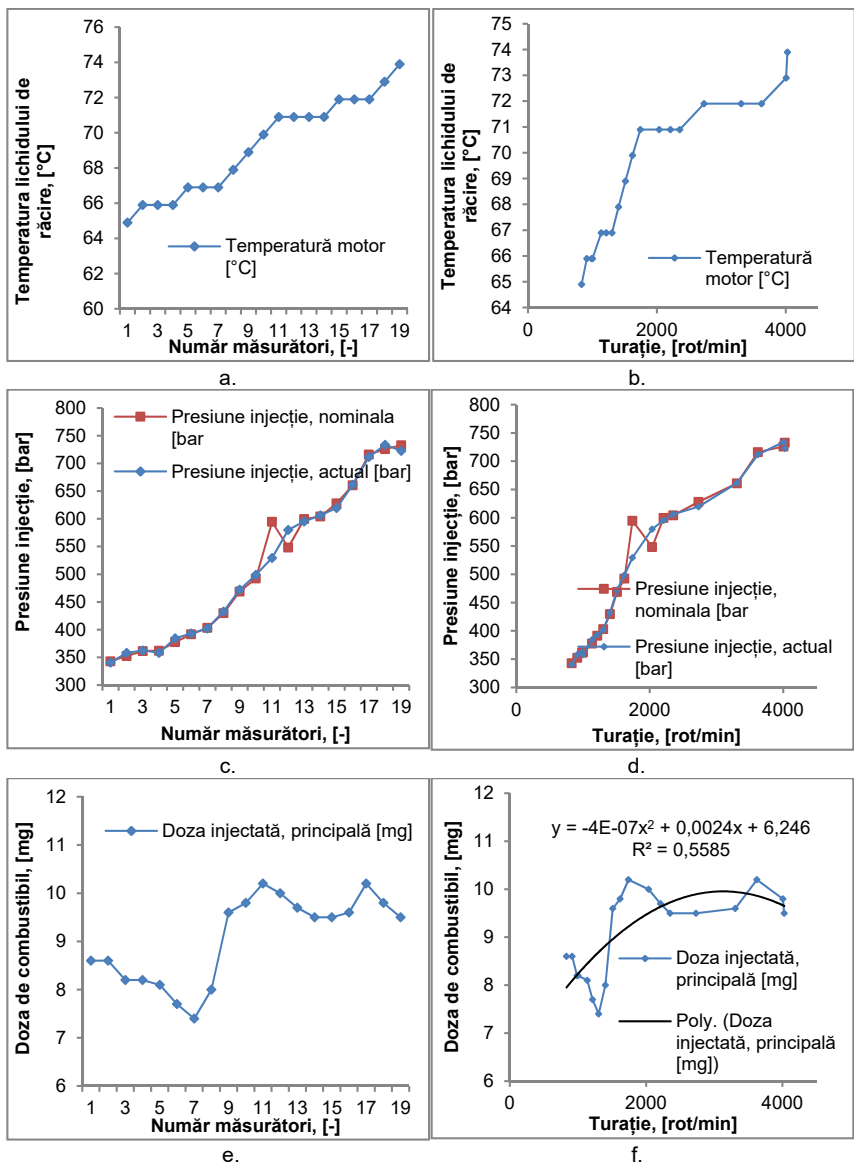 76
74
72
70
68
66
64
62
60
Temperatura lichidului de
răcire, [°C]
Temperatură motor
[°C]
1 3 5 7 9 11 13 15 17 19
Număr măsurători, [-]
a.
75
74
73
72
71
70
69
68
67
66
65
64
Temperatura lichidului de
răcire, [°C]
Temperatură
motor [°C]
0 2000 4000
Turație, [rot/min]
b.
800
750
700
650
600
550
500
450
400
350
300
Presiune injecție, [bar]
Presiune injecție, nominala
[bar
Presiune injecție, actual [bar]
1 3 5 7 9 11 13 15 17 19
Număr măsurători, [-]
c.
800
750
700
650
600
550
500
450
400
350
300
Presiune injecție, [bar]
Presiune injecție,
nominala [bar
Presiune injecție, actual
[bar]
0 2000 4000
Turație, [rot/min]
d.
12
11
10
9
8
7
6
Doza de combustibil, [mg]
Doza injectată, principală [mg]
1 3 5 7 9 11 13 15 17 19
Număr măsurători, [-]
e.
12
11
10
9
8
7
6
Doza de combustibil, [mg]
y = -4E-07x² + 0,0024x + 6,246
R² = 0,5585
Doza injectată,
principală [mg]
Poly. (Doza
injectată, principală
[mg])
0 2000 4000
Turație, [rot/min]
f.